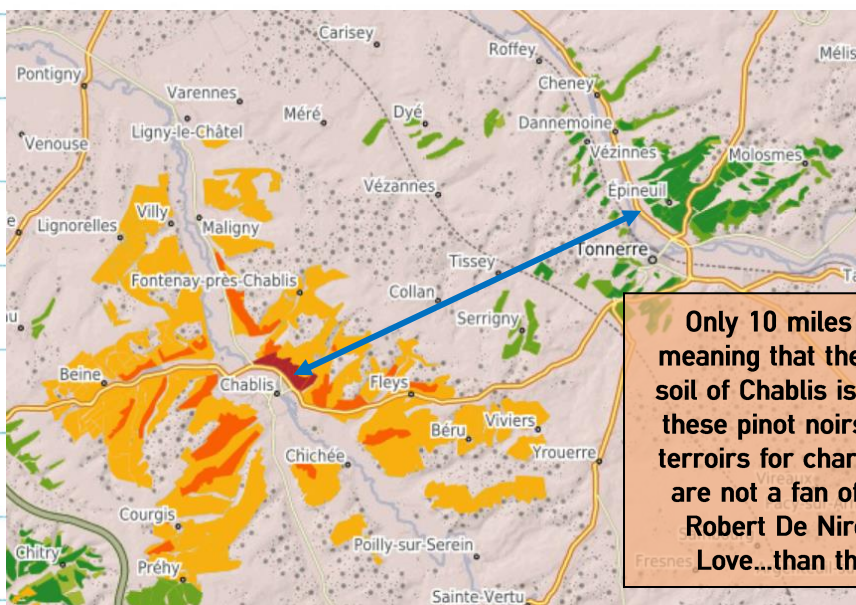 Carisey
Roffey
Mélis
Pontigny
Cheney
Varennes
Méré
Dyé
Dannemoine
Ligny-le-Châtel
Venouse
Vézinnes
Molosmes
Vézannes
Épineuil
Villy
Lignorelles
Maligny
Tonnerre
Tissey
Fontenay-près-Chablis
Collan
Serrigny
Only 10 miles
meaning that the
soil of Chablis is
these pinot noirs
terroirs for char
are not a fan of
Robert De Niro
Love...than th
Beine
Chablis
Fleys
Viviers
Béru
Chichée
Yrouerre
Vireaux
Courgis
Poilly-sur-Serein
Chitry
Préhy
Fresnes
Sainte-Vertu